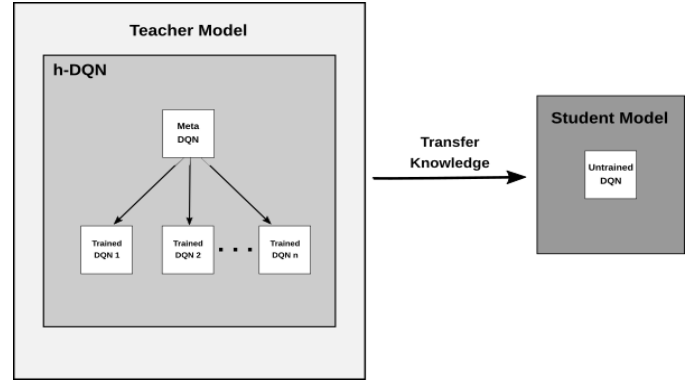 Teacher Model
h-DQN
Meta
DQN
Trained
DQN 1
Trained
DQN 2
. . .
Trained
DQN n
Transfer
Knowledge
Student Model
Untrained
DQN